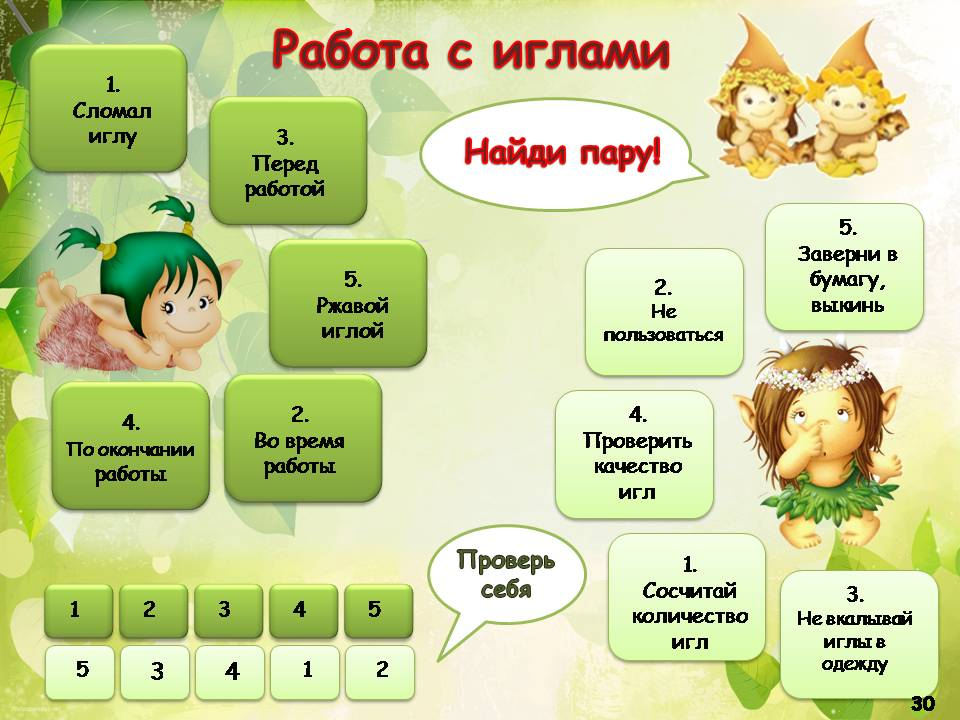 Работа с иглами
1.
Сломал
иглу
3.
Перед
работой
Найди пару!
5.
Ржавой
иглой
4.
По окончании
работы
2.
Во время
работы
5.
Заверни в
бумагу,
выкинь
2.
Не
пользоваться
4.
Проверить
качество
игл
1.
Сосчитай
количество
игл
3.
Не вкалывай
иглы в
одежду
Проверь
себя
1 2 3 4 5
5 3 4 1 2
30